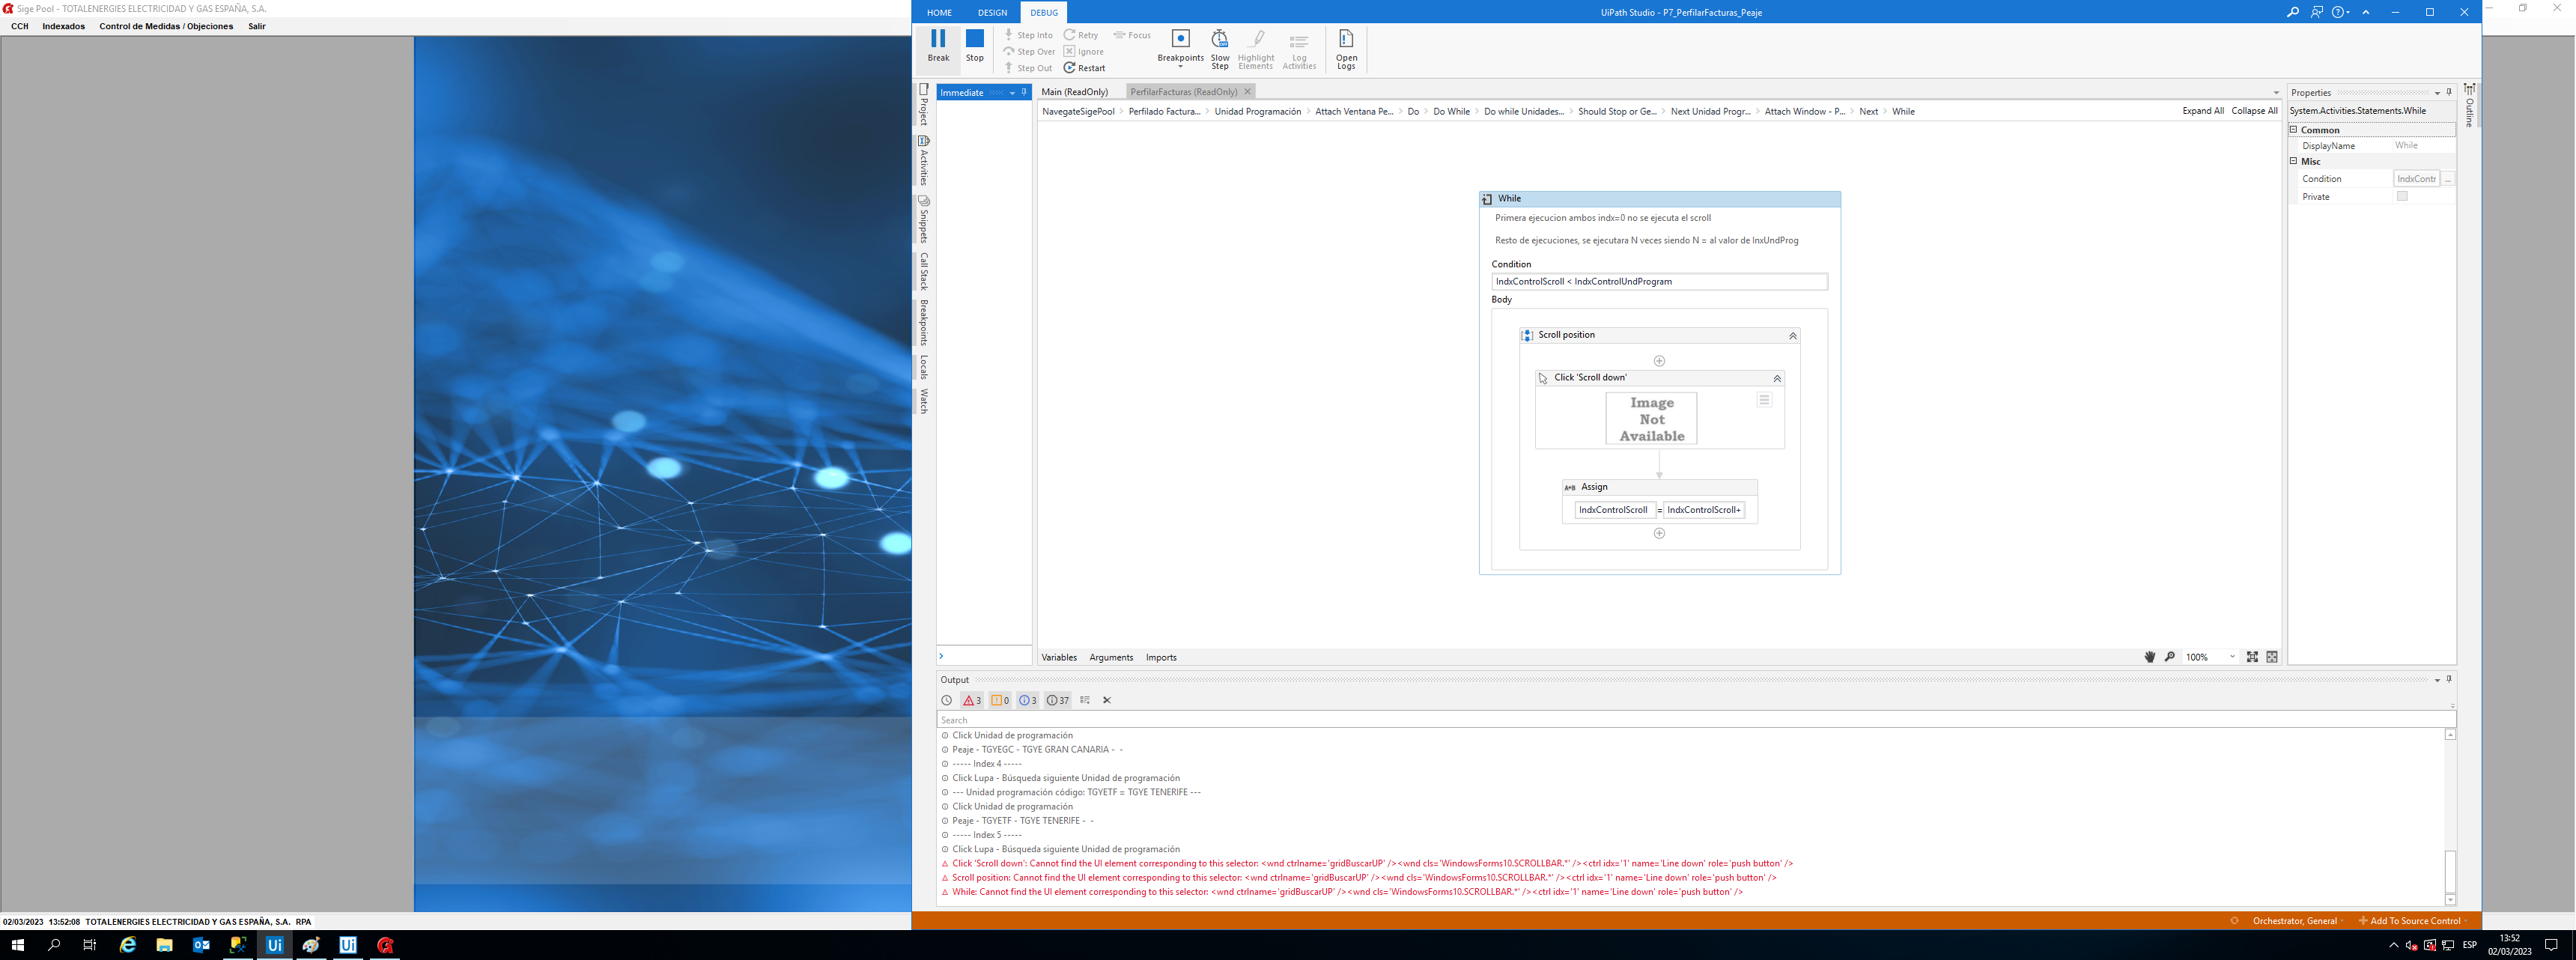 Sige Pool - TOTALENERGIES ELECTRICIDAD Y GAS ESPAÑA, S.A.
CCH Indexados Control de Medidas / Objeciones Salir
HOME DESIGN DEBUG
UiPath Studio - P7_PerfilarFacturas_Peaje
Break
Stop
Step Into
Step Over
Step Out
Retry
Ignore
Restart
Focus
Breakpoints
Slow Step
Highlight Elements
Log Activities
Open Logs
Project
Activities
Snippets
Call Stack
Breakpoints
Locals
Watch
Immediate
Main (ReadOnly) PerfilarFacturas (ReadOnly)
NavegateSigePool > Perfilado Factura... > Unidad Programación > Attach Ventana Pe... > Do > Do While > Do while Unidades... > Should Stop or Ge... > Next Unidad Progr... > Attach Window - P... > Next > While
Expand All Collapse All
While
Primera ejecucion ambos indx=0 no se ejecuta el scroll
Resto de ejecuciones, se ejecutara N veces siendo N = al valor de InxUndProg
Condition
IndxControlScroll < IndxControlUndProgram
Body
Scroll position
Click 'Scroll down'
Image
Not
Available
A+B Assign
IndxControlScroll = IndxControlScroll+
Variables Arguments Imports
100%
Properties
System.Activities.Statements.While
Common
DisplayName While
Misc
Condition IndxContr ...
Private
Outline
Output
3 0 3 37
Search
Click Unidad de programación
Peaje - TGYEGC - TGYE GRAN CANARIA - -
----- Index 4 -----
Click Lupa - Búsqueda siguiente Unidad de programación
--- Unidad programación código: TGYETF = TGYE TENERIFE ---
Click Unidad de programación
Peaje - TGYETF - TGYE TENERIFE - -
----- Index 5 -----
Click Lupa - Búsqueda siguiente Unidad de programación
Click 'Scroll down': Cannot find the UI element corresponding to this selector: <wnd ctrlname='gridBuscarUP' /><wnd cls='WindowsForms10.SCROLLBAR.*' /><ctrl idx='1' name='Line down' role='push button' />
Scroll position: Cannot find the UI element corresponding to this selector: <wnd ctrlname='gridBuscarUP' /><wnd cls='WindowsForms10.SCROLLBAR.*' /><ctrl idx='1' name='Line down' role='push button' />
While: Cannot find the UI element corresponding to this selector: <wnd ctrlname='gridBuscarUP' /><wnd cls='WindowsForms10.SCROLLBAR.*' /><ctrl idx='1' name='Line down' role='push button' />
02/03/2023 13:52:08 TOTALENERGIES ELECTRICIDAD Y GAS ESPAÑA, S.A. RPA
Orchestrator, General Add To Source Control
Ui Ui
ESP
13:52
02/03/2023